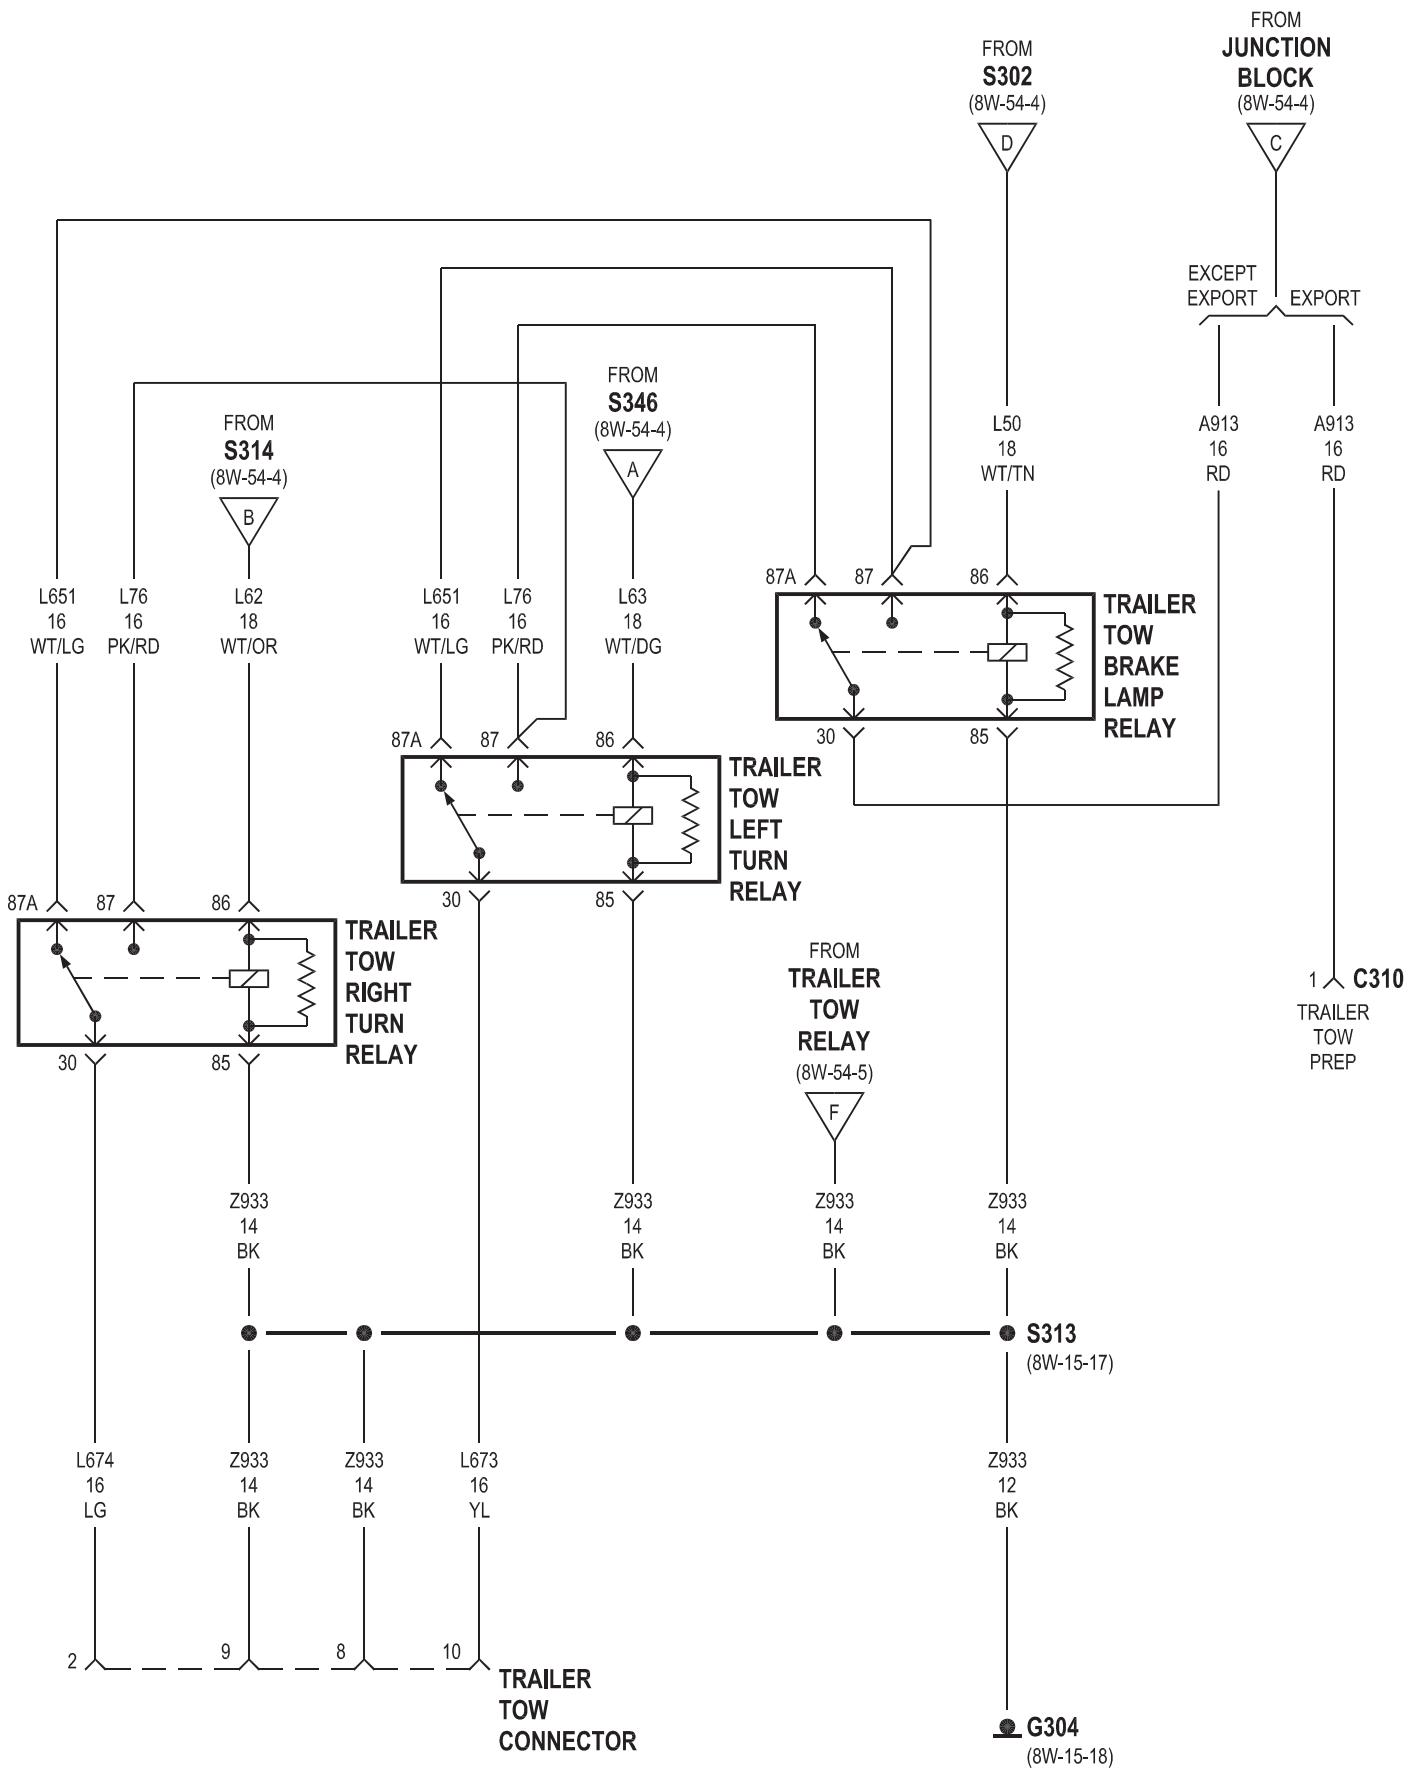 FROM
JUNCTION
BLOCK
(8W-54-4)
C
FROM
S302
(8W-54-4)
D
EXCEPT
EXPORT
EXPORT
FROM
S346
(8W-54-4)
A
FROM
S314
(8W-54-4)
B
L50
18
WT/TN
A913
16
RD
A913
16
RD
L651
16
WT/LG
L76
16
PK/RD
L62
18
WT/OR
L651
16
WT/LG
L76
16
PK/RD
L63
18
WT/DG
87A
87
86
TRAILER
TOW
BRAKE
LAMP
RELAY
30
85
87A
87
86
TRAILER
TOW
LEFT
TURN
RELAY
30
85
87A
87
86
TRAILER
TOW
RIGHT
TURN
RELAY
30
85
FROM
TRAILER
TOW
RELAY
(8W-54-5)
F
1
C310
TRAILER
TOW
PREP
Z933
14
BK
Z933
14
BK
Z933
14
BK
Z933
14
BK
S313
(8W-15-17)
L674
16
LG
Z933
14
BK
Z933
14
BK
L673
16
YL
Z933
12
BK
2
9
8
10
TRAILER
TOW
CONNECTOR
G304
(8W-15-18)